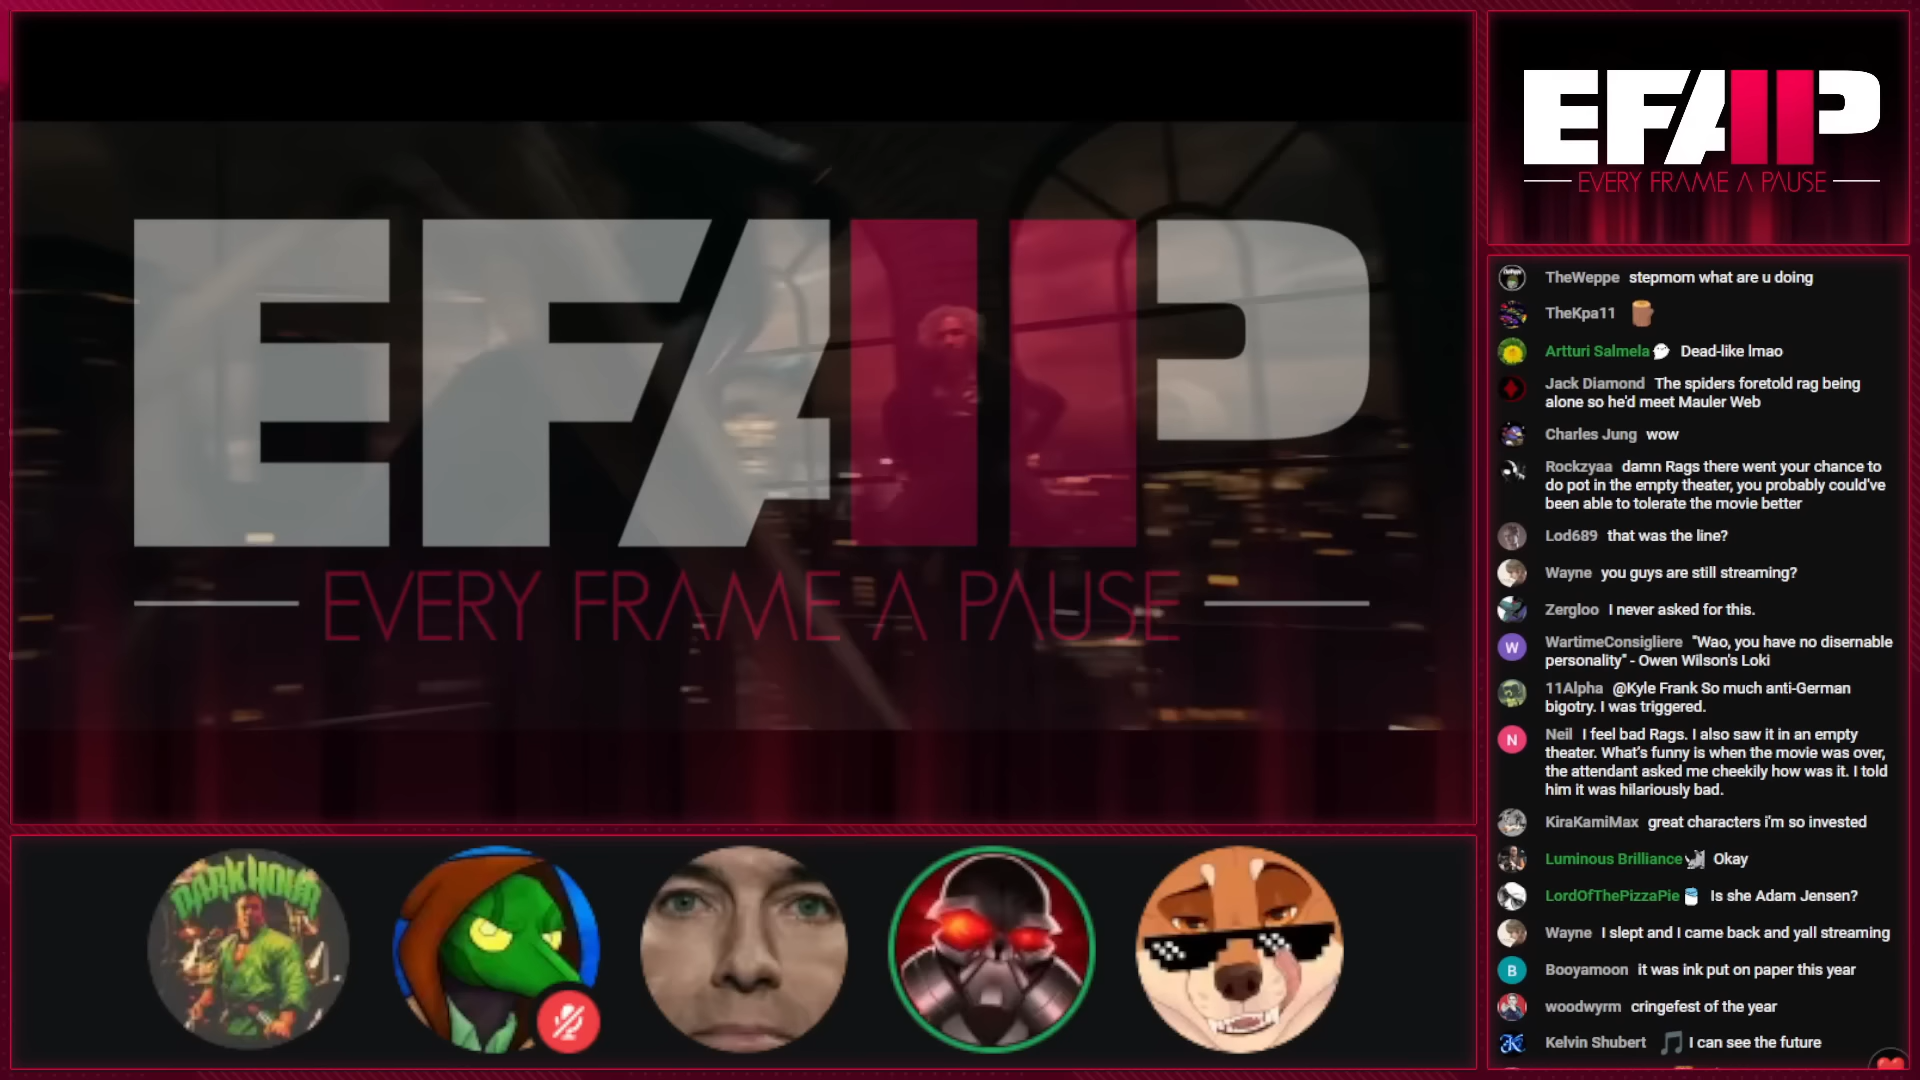 EFAP
EVERY FRAME A PAUSE
EFAP
EVERY FRAME A PAUSE
TheWeppe stepmom what are u doing
TheKpa11
Artturi Salmela Dead-like lmao
Jack Diamond The spiders foretold rag being
alone so he'd meet Mauler Web
Charles Jung wow
Rockzyaa damn Rags there went your chance to
do pot in the empty theater, you probably could've
been able to tolerate the movie better
Lod689 that was the line?
Wayne you guys are still streaming?
Zergloo I never asked for this.
W
WartimeConsigliere "Wao, you have no disernable
personality" - Owen Wilson's Loki
11Alpha @Kyle Frank So much anti-German
bigotry. I was triggered.
N
Neil I feel bad Rags. I also saw it in an empty
theater. What's funny is when the movie was over,
the attendant asked me cheekily how was it. I told
him it was hilariously bad.
KiraKamiMax great characters i'm so invested
Luminous Brilliance Okay
LordOfThePizzaPie Is she Adam Jensen?
Wayne I slept and I came back and yall streaming
B
Booyamoon it was ink put on paper this year
woodwyrm cringefest of the year
Kelvin Shubert I can see the future
DARK HOUR